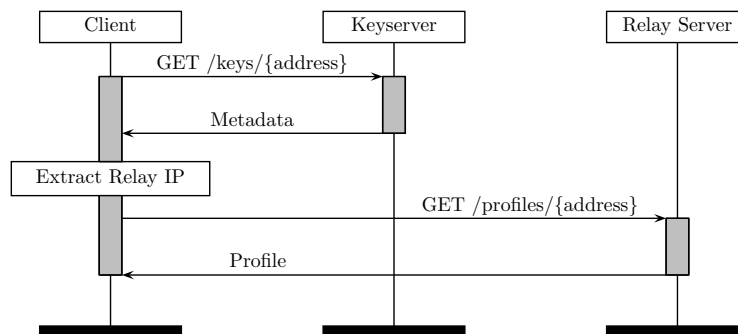 Client
Keyserver
Relay Server
GET /keys/{address}
Metadata
Extract Relay IP
GET /profiles/{address}
Profile